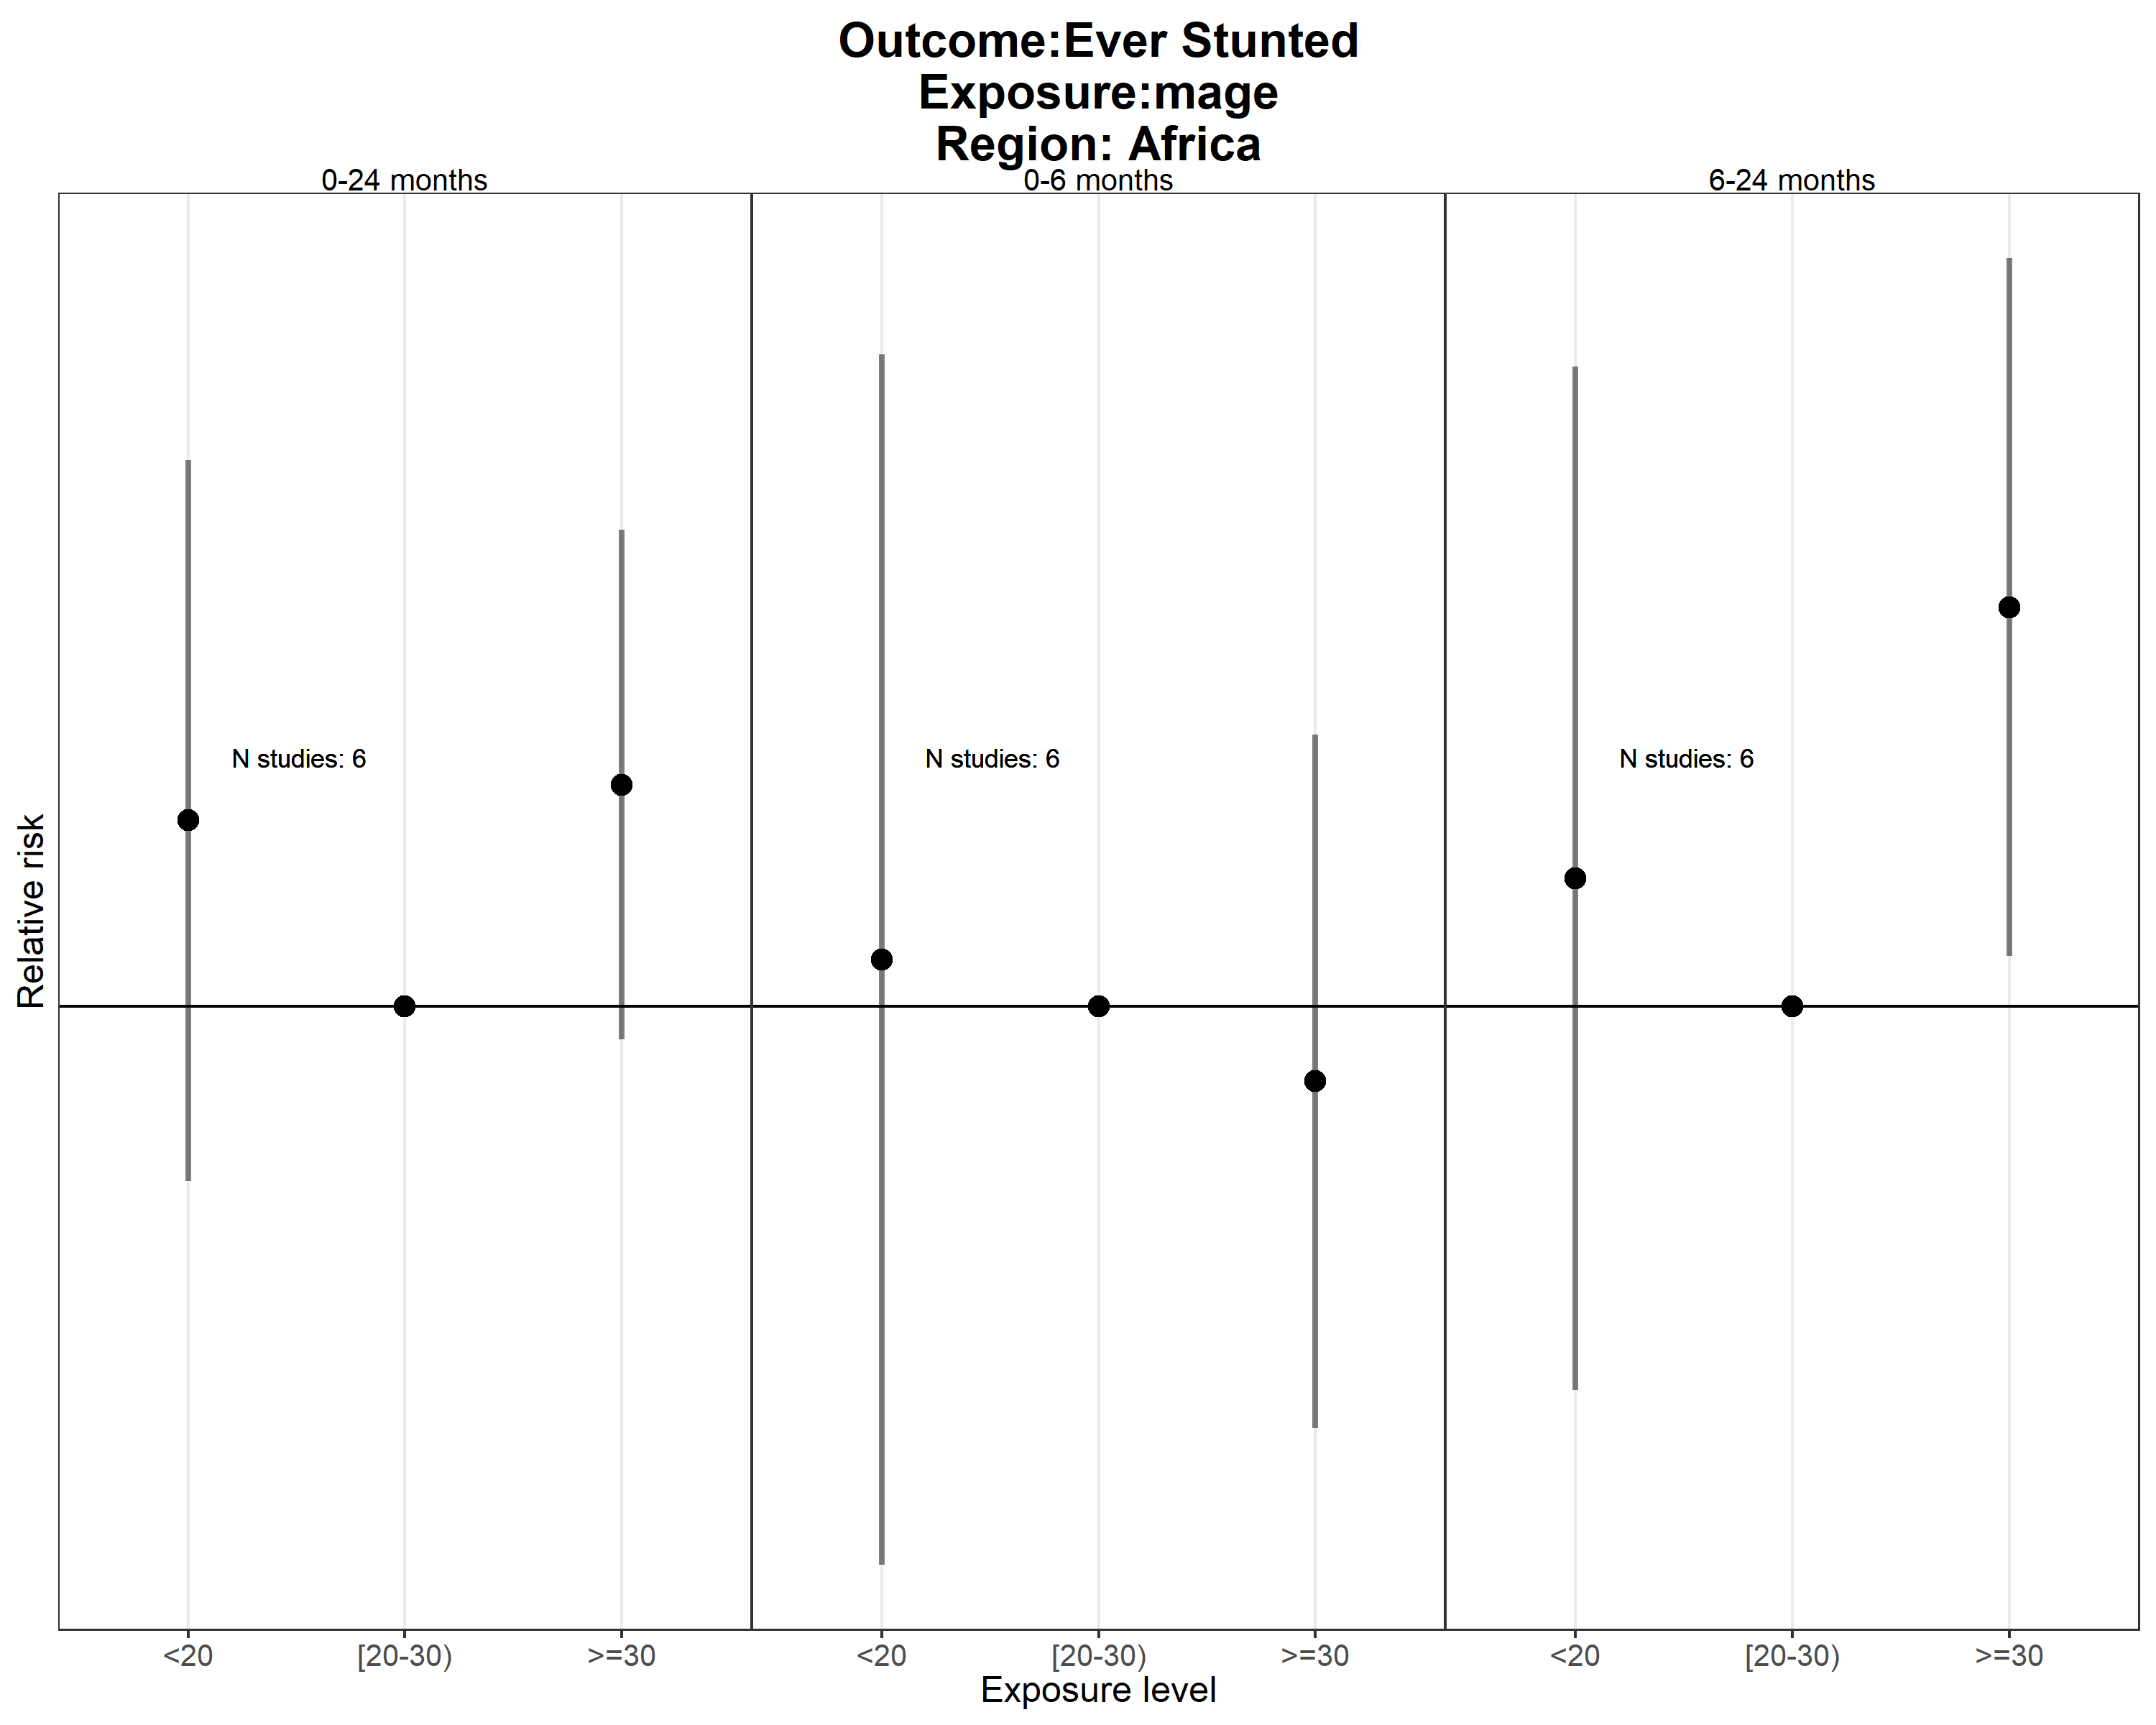 Outcome:Ever Stunted
Exposure:mage
Region: Africa
0-24 months
0-6 months
6-24 months
N studies: 6
N studies: 6
N studies: 6
Relative risk
<20
[20-30)
>=30
<20
[20-30)
>=30
<20
[20-30)
>=30
Exposure level